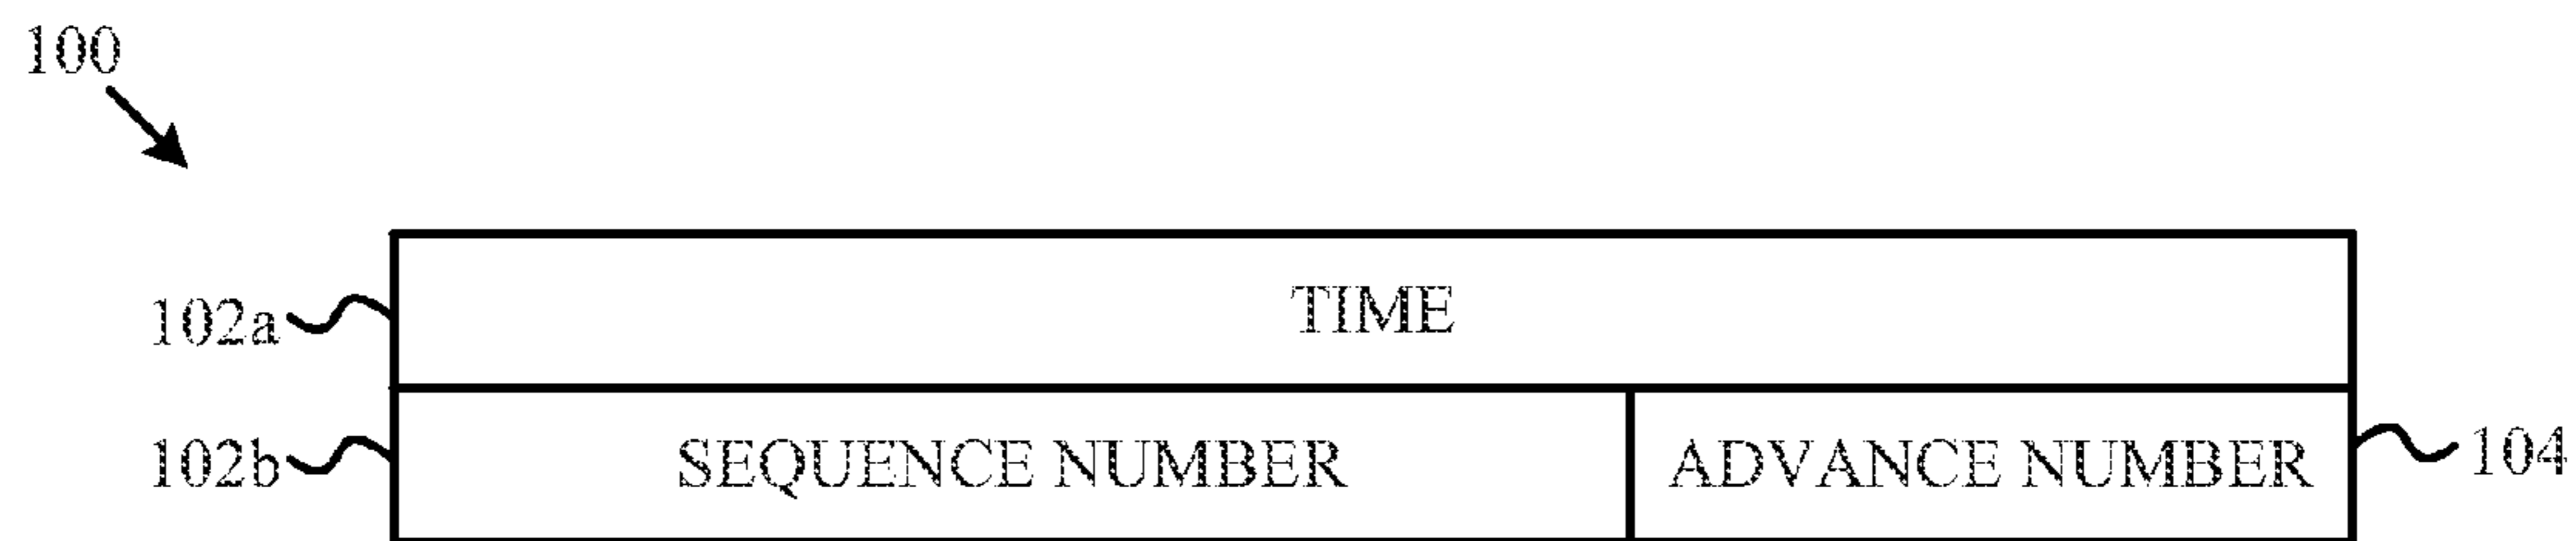 100
102a TIME
102b SEQUENCE NUMBER ADVANCE NUMBER 104